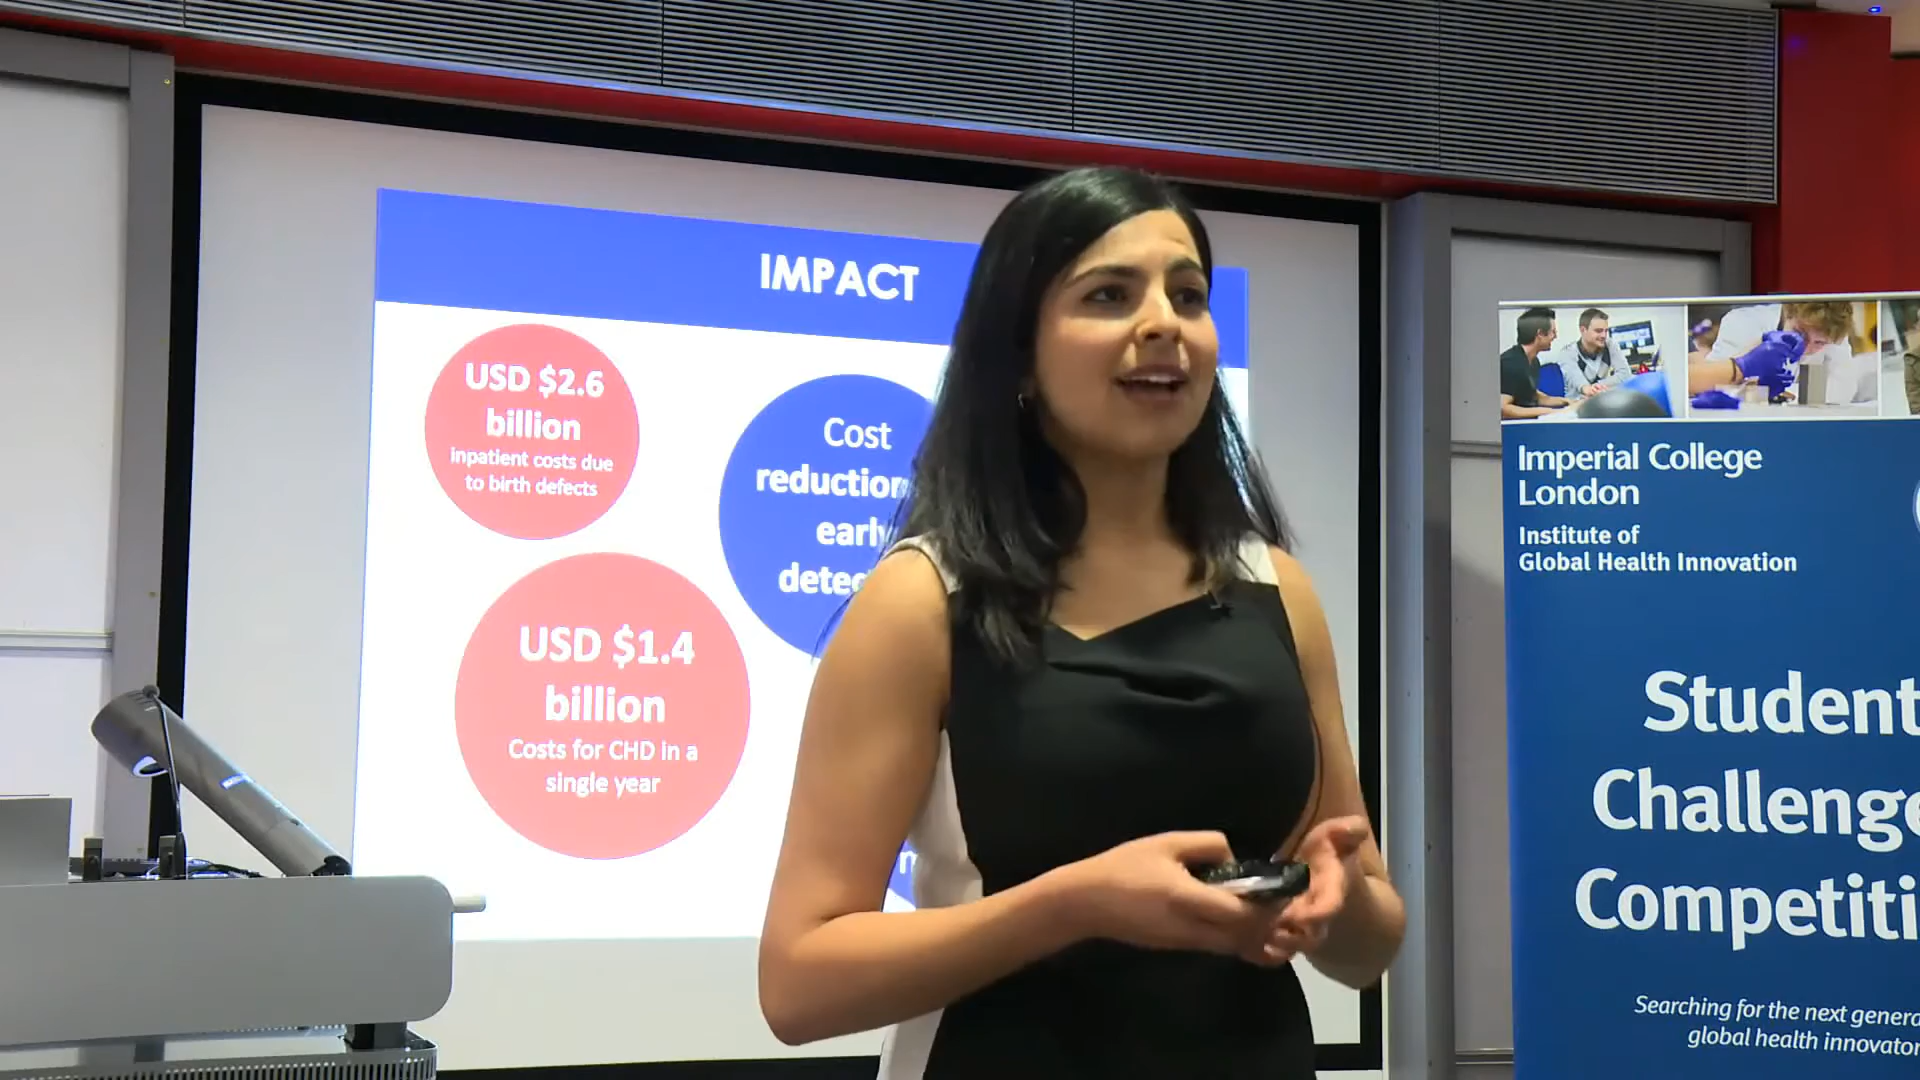 IMPACT
USD $2.6
billion
Inpatient costs due
to birth defects
Cost
reduction
early
USD $1.4
billion
Costs for CHD in a
single year
Imperial College
London
Institute of
Global Health Innovation
Student
Challenge
Searching for the next
global health